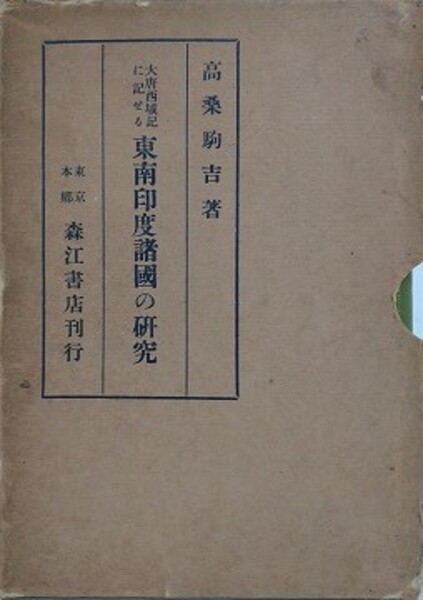 高桑駒吉著
大唐西域記
に記せる
東南印度諸國の研究
東京
本郷
森江書店刊行